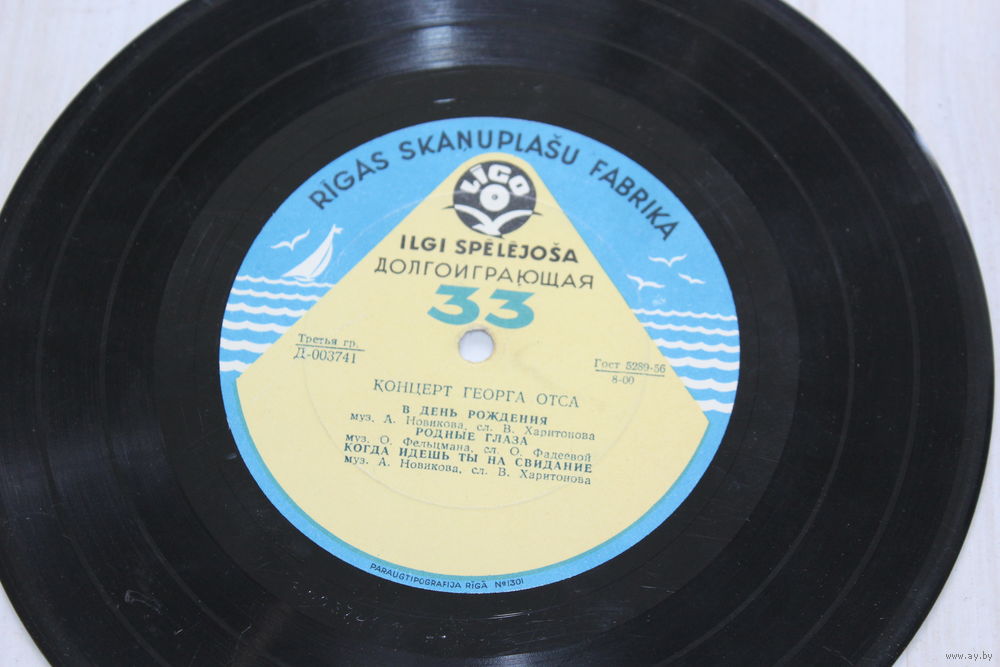 RĪGAS SKAŅUPLAŠU FABRIKA
LĪGO
ILGI SPĒLĒJOŠA
ДОЛГОИГРАЮЩАЯ
33
Третья гр.
Д-003741
Гост 5289-56
8-00
КОНЦЕРТ ГЕОРГА ОТСА
В ДЕНЬ РОЖДЕНИЯ
муз. А. Новикова, сл. В. Харитонова
РОДНЫЕ ГЛАЗА
муз. О. Фельцмана, сл. О. Фадеевой
КОГДА ИДЕШЬ ТЫ НА СВИДАНИЕ
муз. А. Новикова, сл. В. Харитонова
PARAUGTIPOGRAFIJA RĪGĀ №1301
www.ay.by